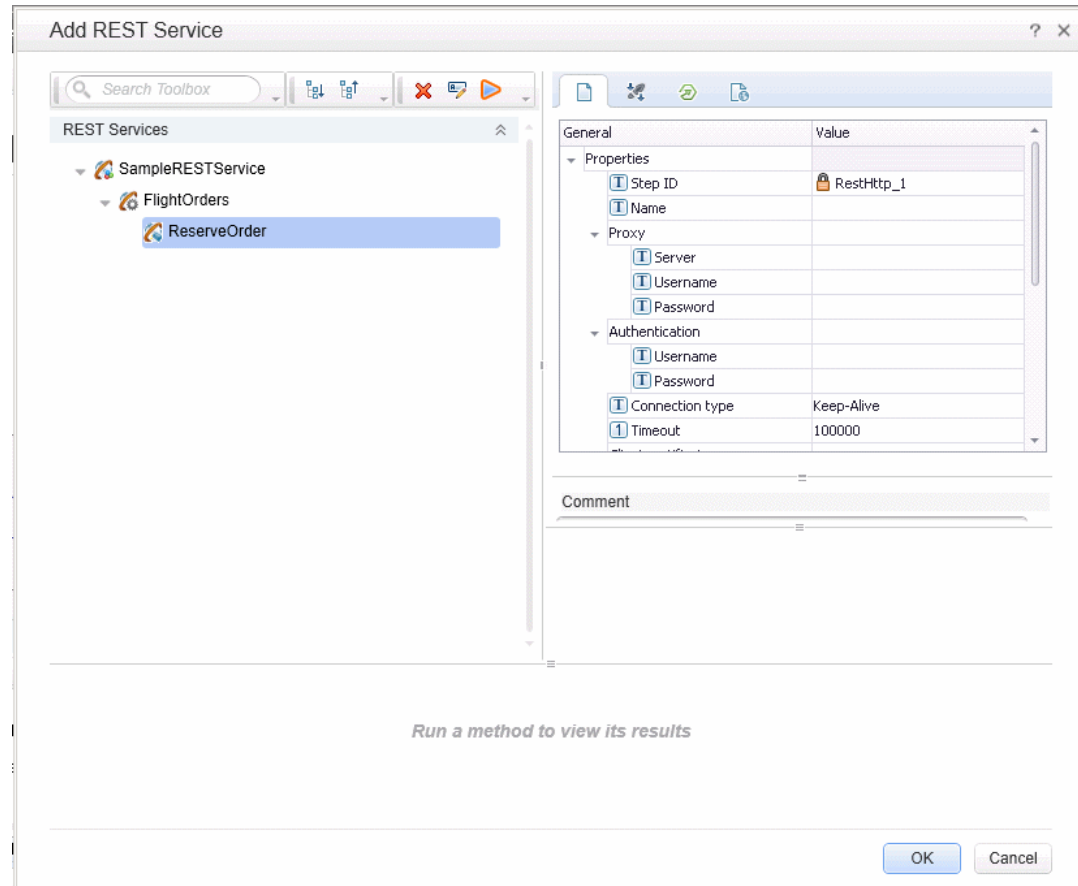 Add REST Service
Search Toolbox
REST Services
SampleRESTService
FlightOrders
ReserveOrder
General Value
Properties
Step ID RestHttp_1
Name
Proxy
Server
Username
Password
Authentication
Username
Password
Connection type Keep-Alive
Timeout 100000
Comment
Run a method to view its results
OK Cancel